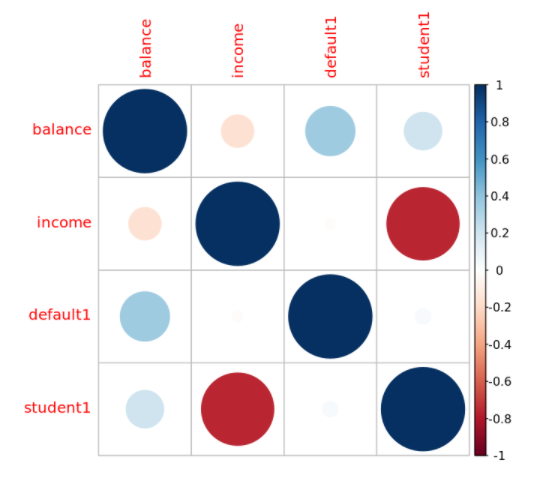 balance
income
default1
student1
balance
income
default1
student1
1
0.8
0.6
0.4
0.2
0
-0.2
-0.4
-0.6
-0.8
-1